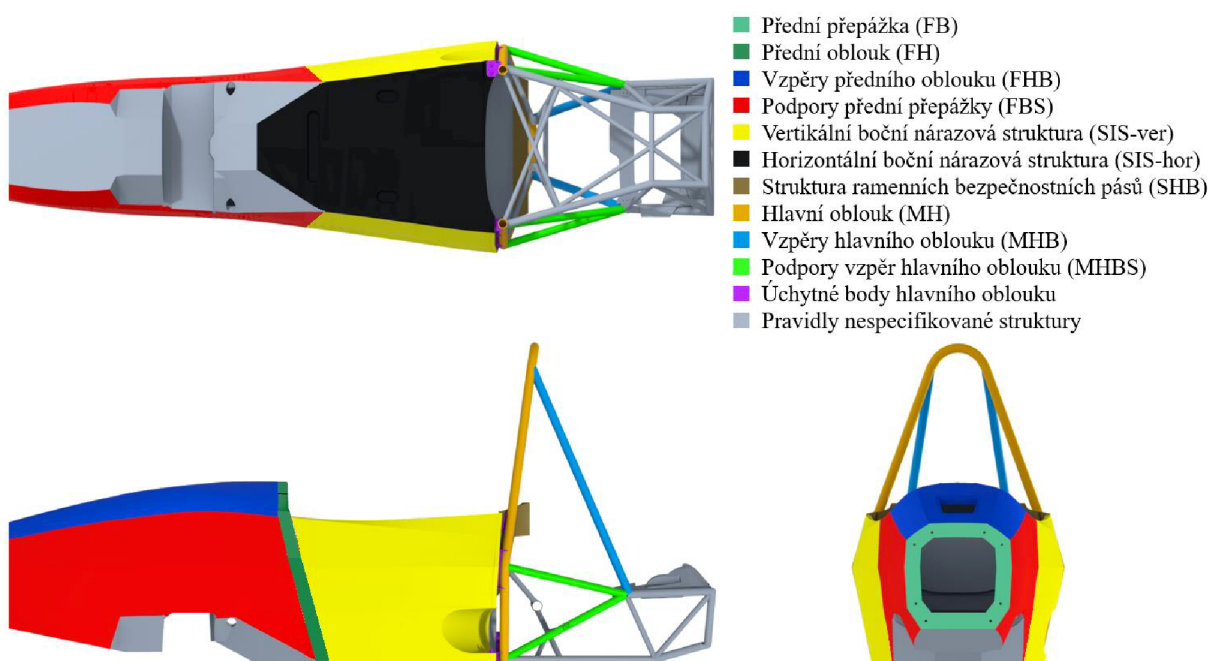 Přední přepážka (FB)
Přední oblouk (FH)
Vzpěry předního oblouku (FHB)
Podpory přední přepážky (FBS)
Vertikální boční nárazová struktura (SIS-ver)
Horizontální boční nárazová struktura (SIS-hor)
Struktura ramenních bezpečnostních pásů (SHB)
Hlavní oblouk (MH)
Vzpěry hlavního oblouku (MHB)
Podpory vzpěr hlavního oblouku (MHBS)
Úchytné body hlavního oblouku
Pravidly nespecifikované struktury